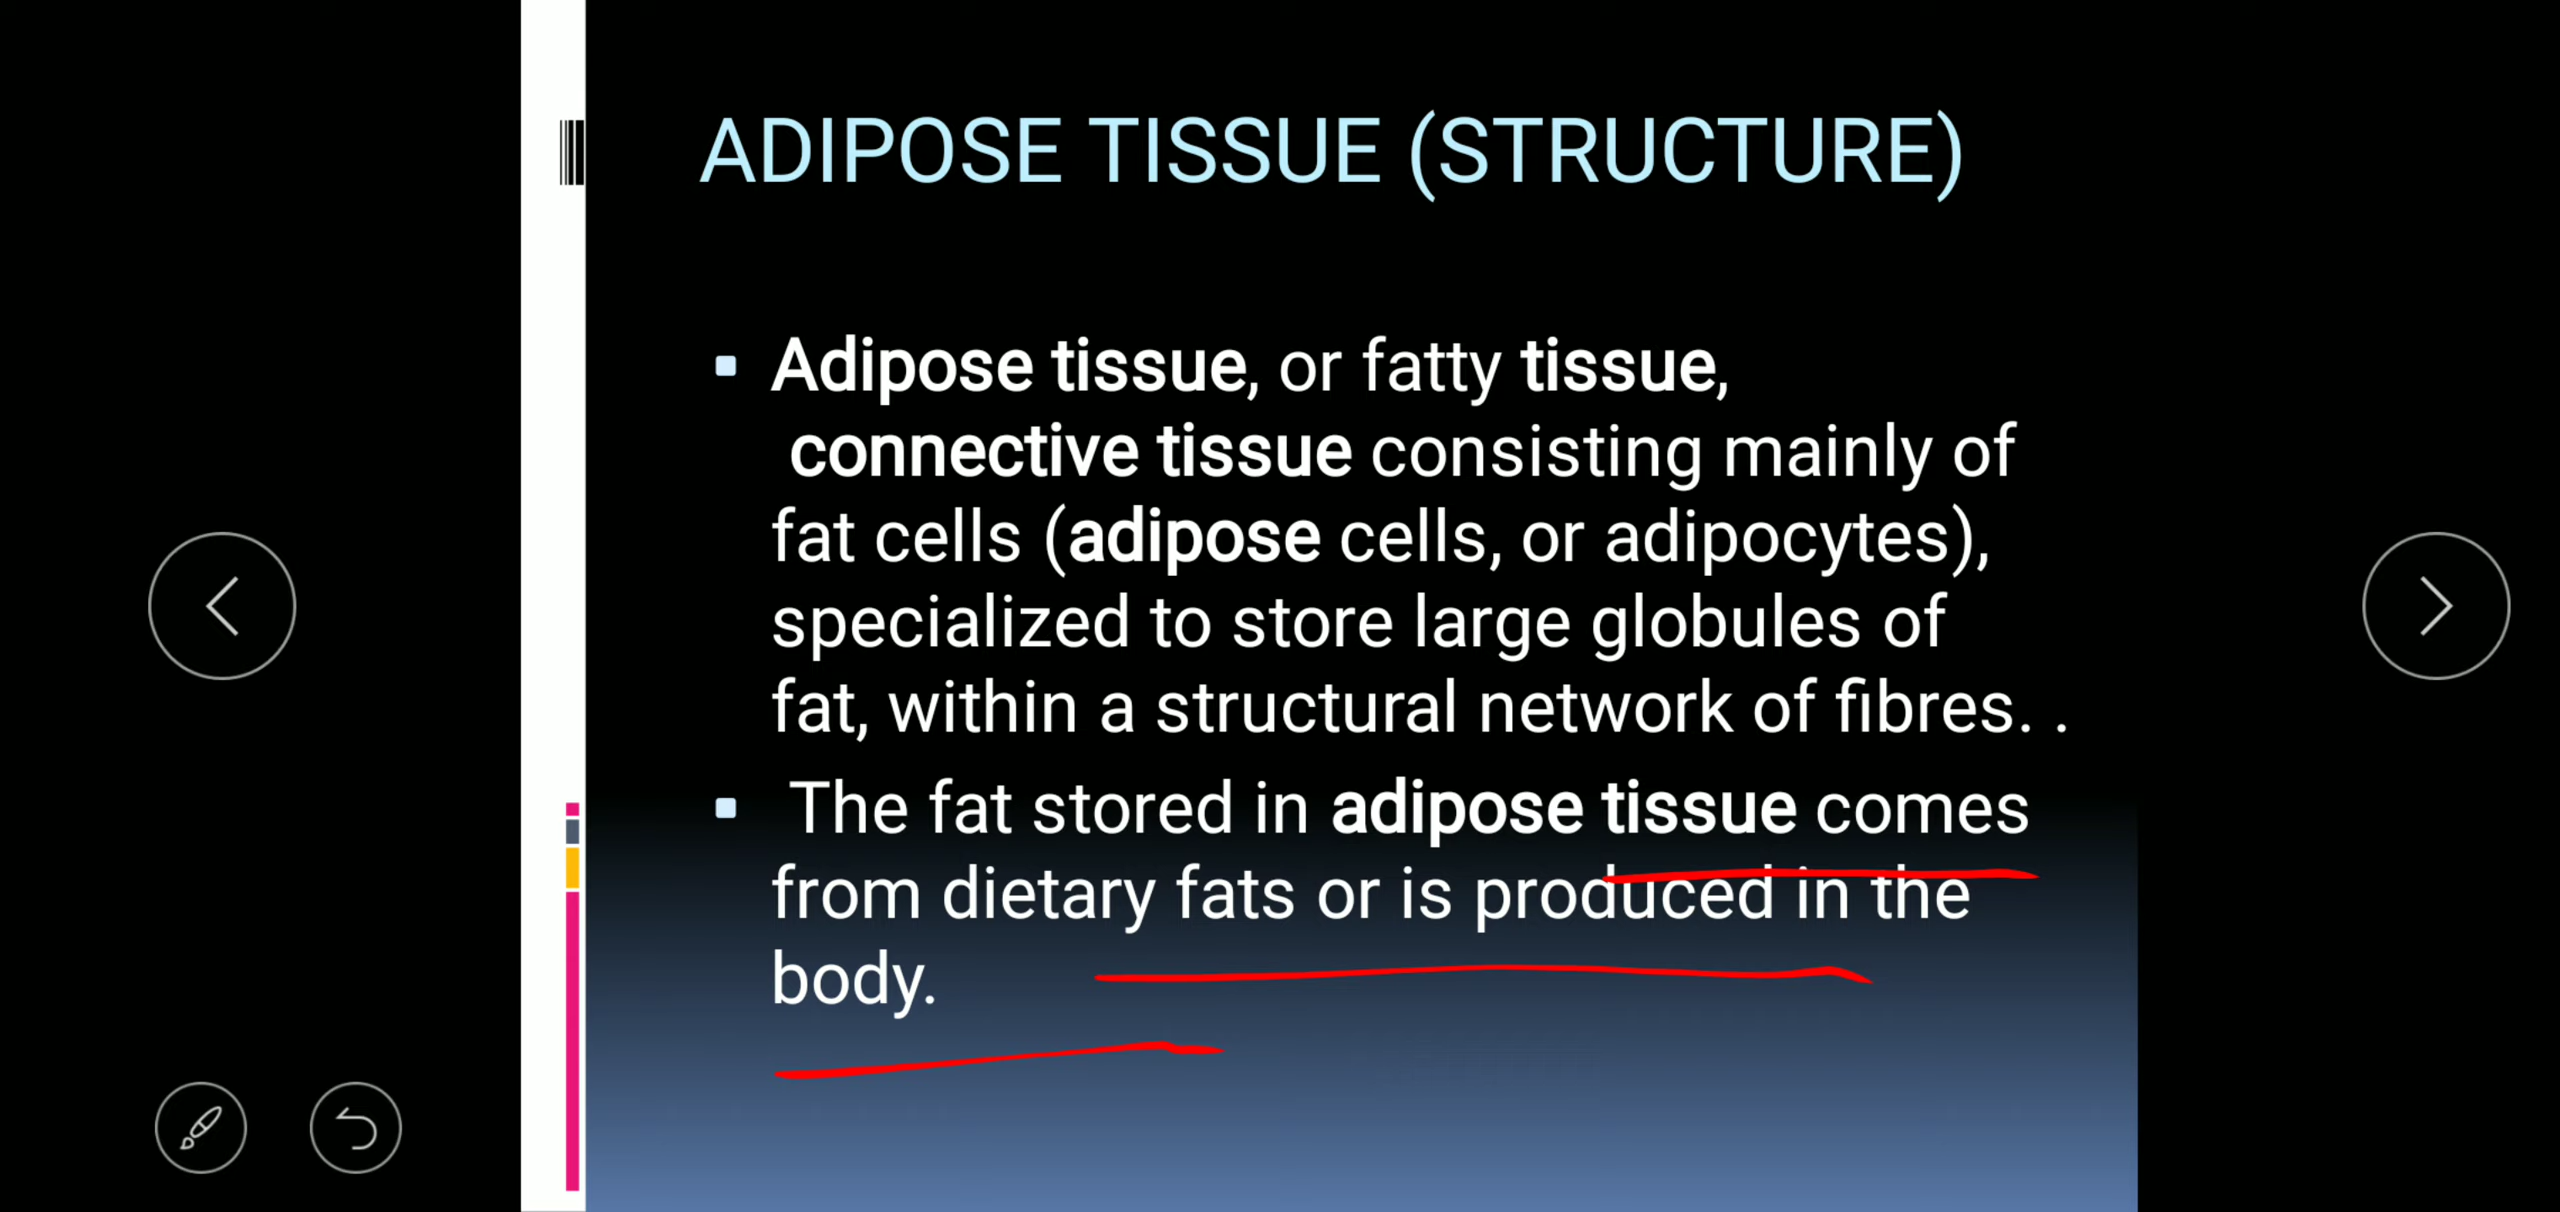 ADIPOSE TISSUE (STRUCTURE)
Adipose tissue, or fatty tissue,
connective tissue consisting mainly of
fat cells (adipose cells, or adipocytes),
specialized to store large globules of
fat, within a structural network of fibres. .
The fat stored in adipose tissue comes
from dietary fats or is produced in the
body.